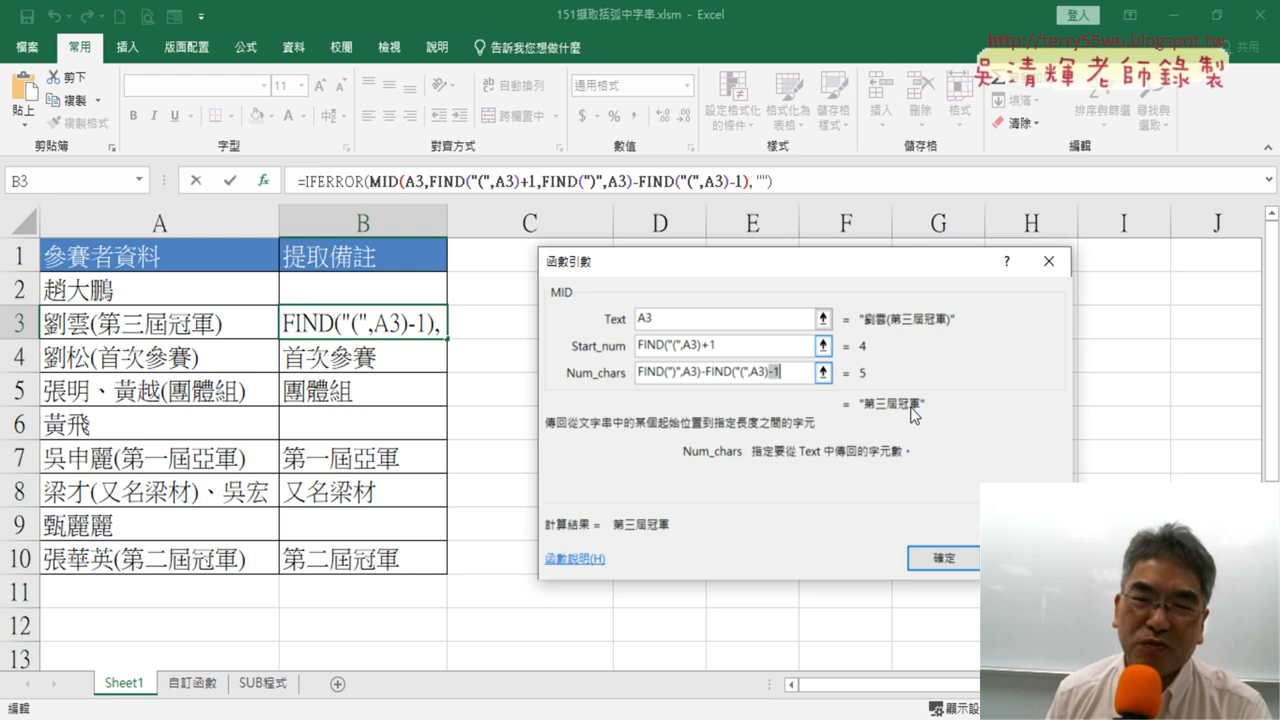 151擷取括弧中字串.xlsm - Excel
登入
http://terry55wu.blogspot.tw
吳清輝老師錄製
檔案 常用 插入 版面配置 公式 資料 校閱 檢視 說明 告訴我您想做什麼 共用
貼上
剪下
複製
複製格式
剪貼簿
11
B I U A 中
字型
自動換列
跨欄置中
對齊方式
通用格式
$ % ,
數值
設定格式化的條件
格式化為表格
儲存格樣式
樣式
插入 刪除 格式
儲存格
填滿
清除
排序與篩選
尋找與選取
編輯
B3
=IFERROR(MID(A3,FIND("(",A3)+1,FIND(")",A3)-FIND("(",A3)-1), "")
A B C D E F G H I J
1 參賽者資料 提取備註
2 趙大鵬
3 劉雲(第三屆冠軍) FIND("(",A3)-1),
4 劉松(首次參賽) 首次參賽
5 張明、黃越(團體組) 團體組
6 黃飛
7 吳申麗(第一屆亞軍) 第一屆亞軍
8 梁才(又名梁材)、吳宏 又名梁材
9 甄麗麗
10 張華英(第二屆冠軍) 第二屆冠軍
11
12
13
函數引數 ?
MID
Text A3 = "劉雲(第三屆冠軍)"
Start_num FIND("(",A3)+1 = 4
Num_chars FIND(")",A3)-FIND("(",A3)-1 = 5
= "第三屆冠軍"
傳回從文字串中的某個起始位置到指定長度之間的字元
Num_chars 指定要從 Text 中傳回的字元數。
計算結果 = 第三屆冠軍
函數說明(H)
確定
Sheet1 自訂函數 SUB程式
編輯
顯示設